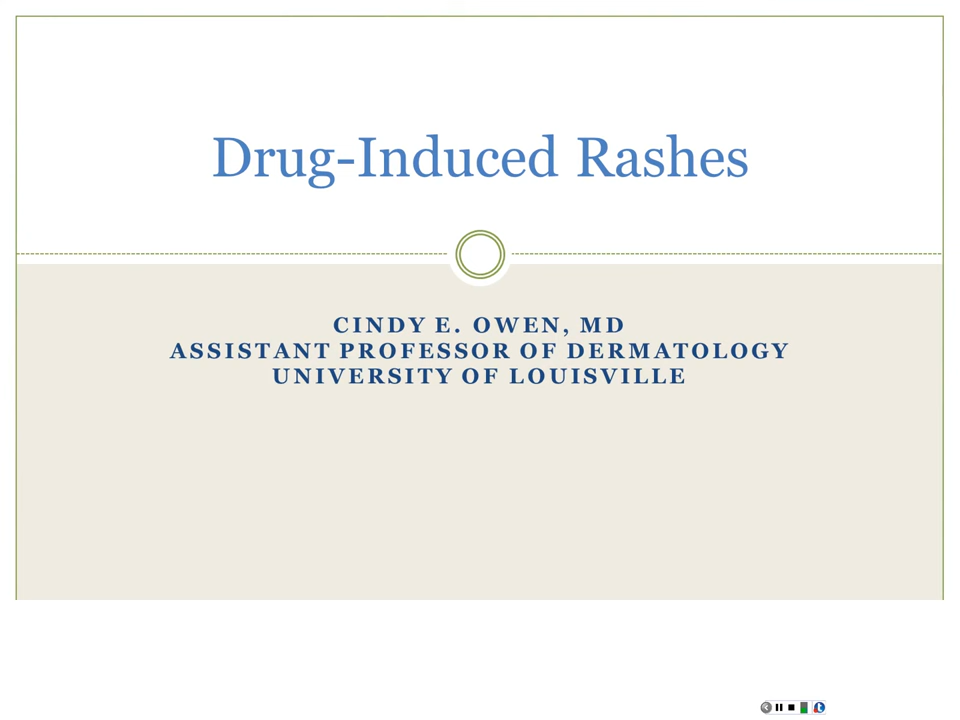 Drug-Induced Rashes
CINDY E. OWEN, MD
ASSISTANT PROFESSOR OF DERMATOLOGY
UNIVERSITY OF LOUISVILLE